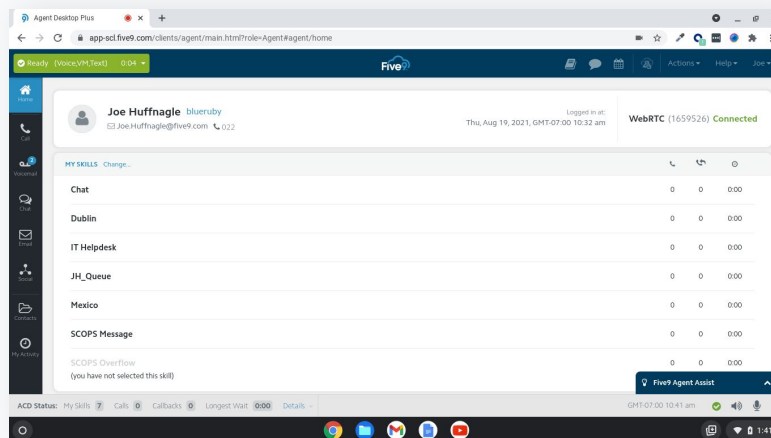 Agent Desktop Plus
app-scl.five9.com/clients/agent/main.html?role=Agent#agent/home
Ready (Voice,VM,Text) 0:04
Five9
Actions
Help
Joe
Home
Call
2
Voicemail
Chat
Email
Social
Contacts
My Activity
Joe Huffnagle blueruby
Joe.Huffnagle@five9.com 022
Logged in at:
Thu, Aug 19, 2021, GMT-07:00 10:32 am
WebRTC (1659526) Connected
MY SKILLS Change...
Chat 0 0 0:00
Dublin 0 0 0:00
IT Helpdesk 0 0 0:00
JH_Queue 0 0 0:00
Mexico 0 0 0:00
SCOPS Message 0 0 0:00
SCOPS Overflow 0 0 0:00
(you have not selected this skill)
Five9 Agent Assist
ACD Status: My Skills 7 Calls 0 Callbacks 0 Longest Wait 0:00 Details
GMT-07:00 10:41 am
1:41